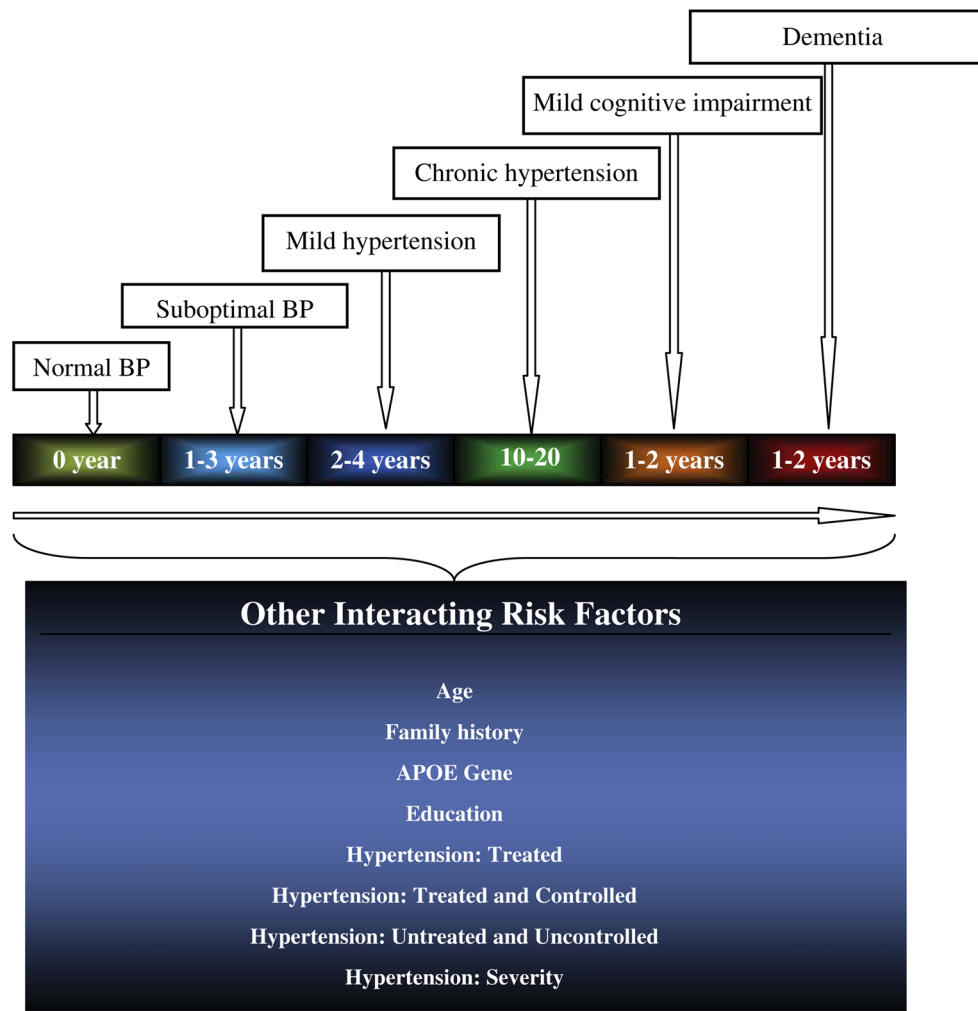 Dementia
Mild cognitive impairment
Chronic hypertension
Mild hypertension
Suboptimal BP
Normal BP
0 year
1-3 years
2-4 years
10-20
1-2 years
1-2 years
Other Interacting Risk Factors
Age
Family history
APOE Gene
Education
Hypertension: Treated
Hypertension: Treated and Controlled
Hypertension: Untreated and Uncontrolled
Hypertension: Severity